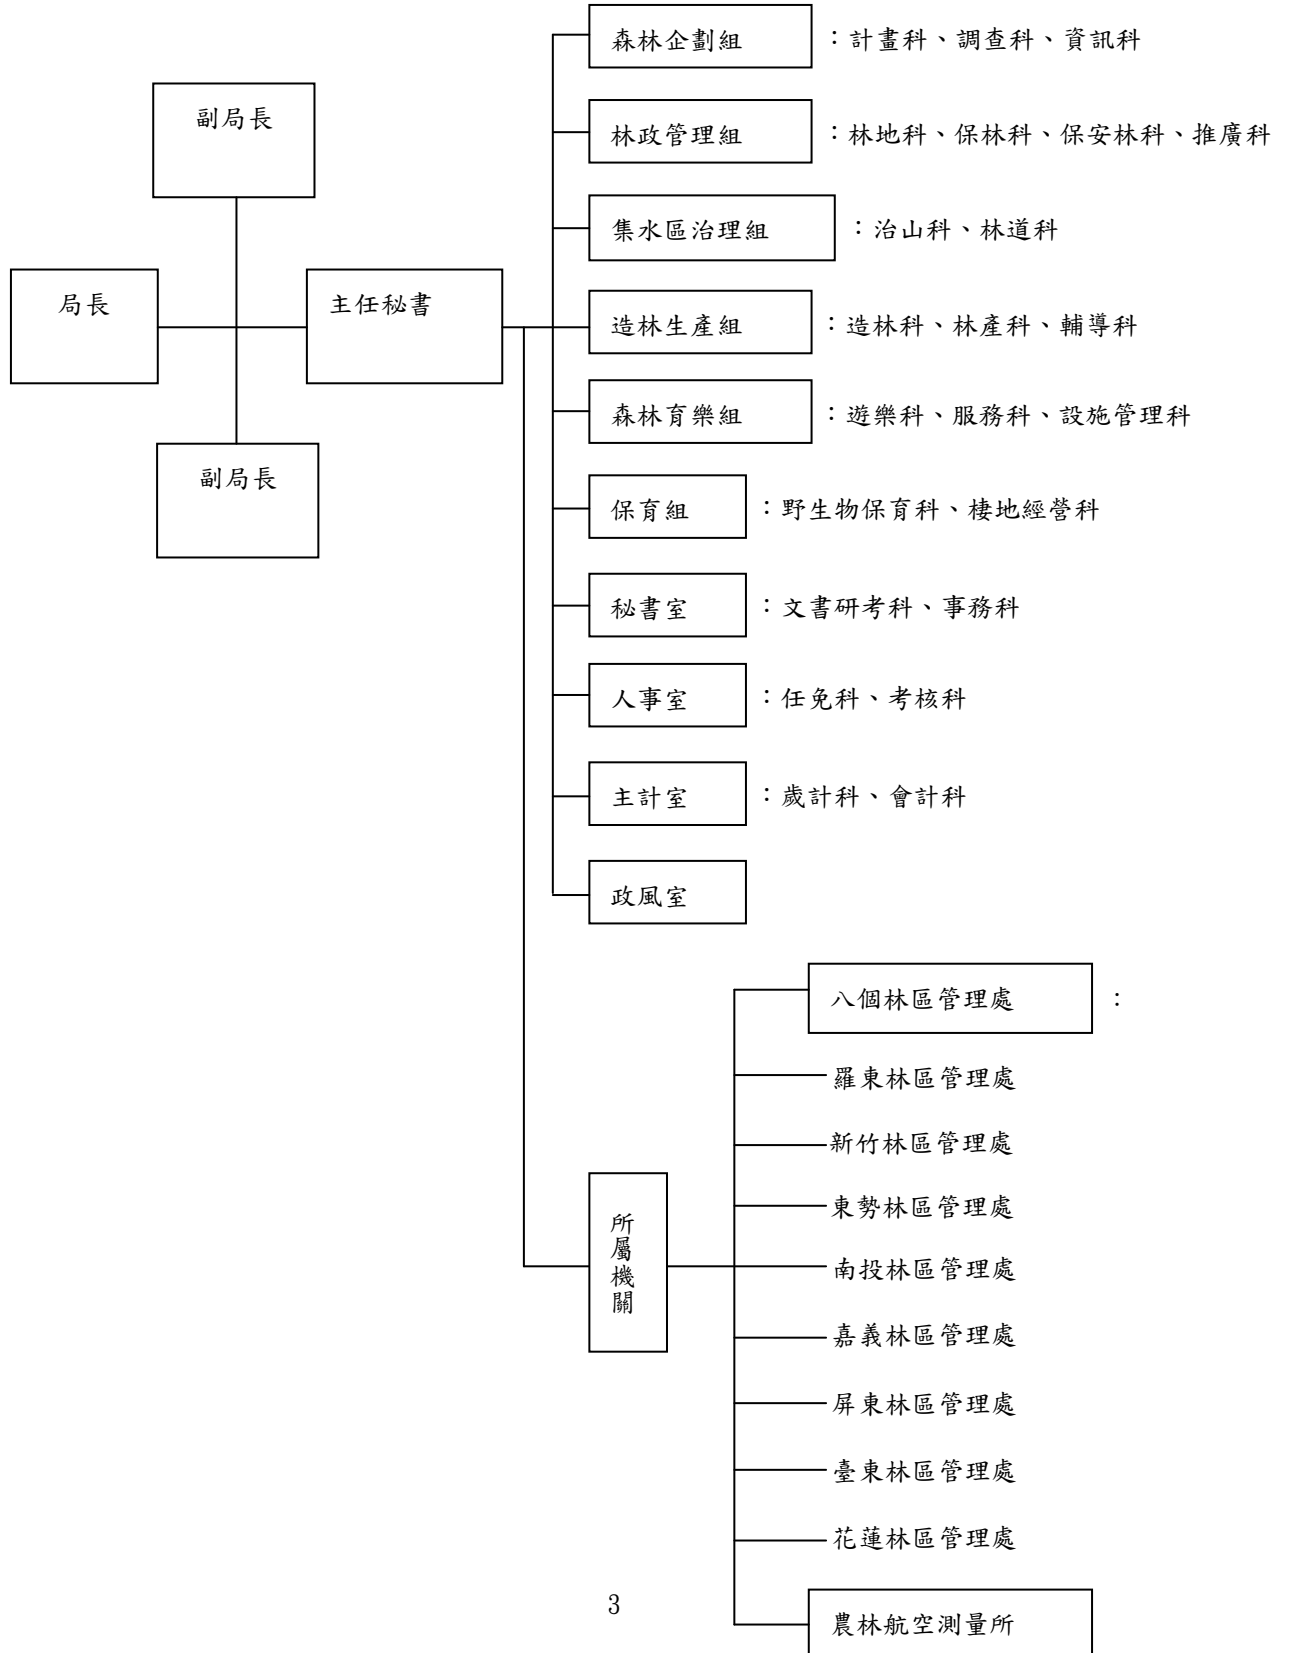 森林企劃組：計畫科、調查科、資訊科
副局長
林政管理組：林地科、保林科、保安林科、推廣科
集水區治理組：治山科、林道科
局長
主任秘書
造林生產組：造林科、林產科、輔導科
森林育樂組：遊樂科、服務科、設施管理科
副局長
保育組：野生物保育科、棲地經營科
秘書室：文書研考科、事務科
人事室：任免科、考核科
主計室：歲計科、會計科
政風室
所屬機關
八個林區管理處：
羅東林區管理處
新竹林區管理處
東勢林區管理處
南投林區管理處
嘉義林區管理處
屏東林區管理處
臺東林區管理處
花蓮林區管理處
農林航空測量所
3